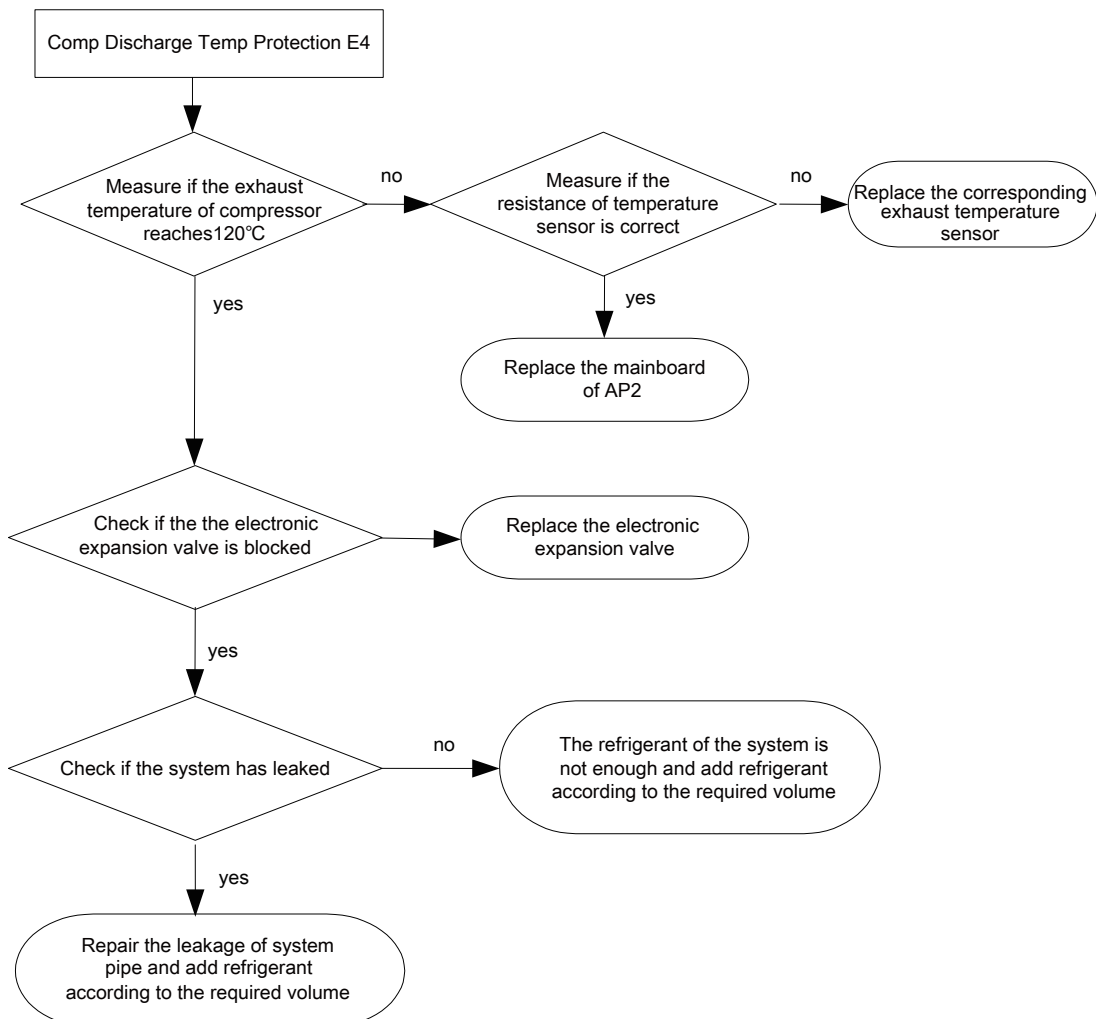 Comp Discharge Temp Protection E4
Measure if the exhaust
temperature of compressor
reaches120℃
no
Measure if the
resistance of temperature
sensor is correct
no
Replace the corresponding
exhaust temperature
sensor
yes
yes
Replace the mainboard
of AP2
Check if the the electronic
expansion valve is blocked
Replace the electronic
expansion valve
yes
Check if the system has leaked
no
The refrigerant of the system is
not enough and add refrigerant
according to the required volume
yes
Repair the leakage of system
pipe and add refrigerant
according to the required volume